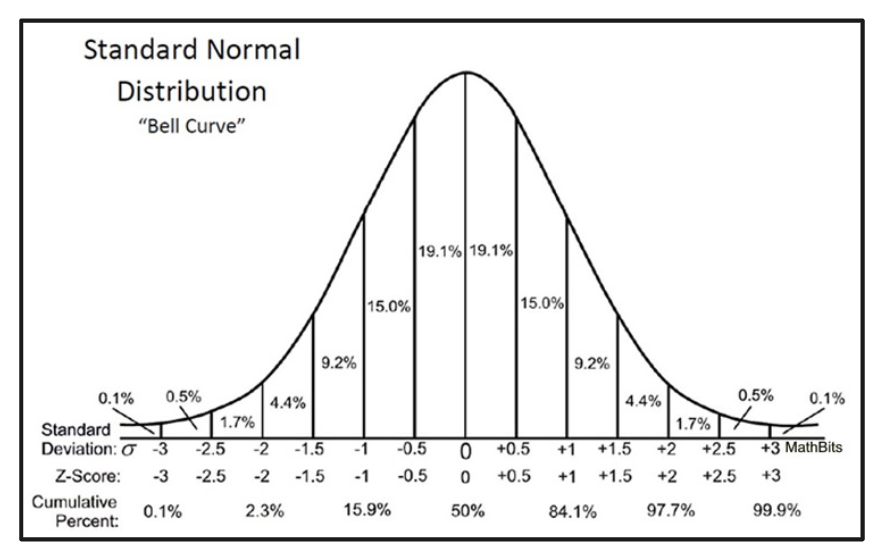 Standard Normal
Distribution
“Bell Curve”
19.1% 19.1%
15.0% 15.0%
9.2% 9.2%
0.1% 0.5% 4.4% 4.4% 0.5% 0.1%
1.7% 1.7%
Standard
Deviation: σ -3 -2.5 -2 -1.5 -1 -0.5 0 +0.5 +1 +1.5 +2 +2.5 +3 MathBits
Z-Score: -3 -2.5 -2 -1.5 -1 -0.5 0 +0.5 +1 +1.5 +2 +2.5 +3
Cumulative
Percent: 0.1% 2.3% 15.9% 50% 84.1% 97.7% 99.9%